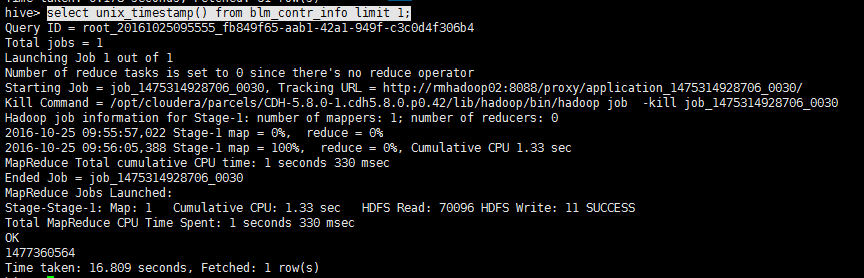 hive> select unix_timestamp() from blm_contr_info limit 1;
Query ID = root_20161025095555_fb849f65-aab1-42a1-949f-c3c0d4f306b4
Total jobs = 1
Launching Job 1 out of 1
Number of reduce tasks is set to 0 since there's no reduce operator
Starting Job = job_1475314928706_0030, Tracking URL = http://rmhadoop02:8088/proxy/application_1475314928706_0030/
Kill Command = /opt/cloudera/parcels/CDH-5.8.0-1.cdh5.8.0.p0.42/lib/hadoop/bin/hadoop job  -kill job_1475314928706_0030
Hadoop job information for Stage-1: number of mappers: 1; number of reducers: 0
2016-10-25 09:55:57,022 Stage-1 map = 0%,  reduce = 0%
2016-10-25 09:56:05,388 Stage-1 map = 100%,  reduce = 0%, Cumulative CPU 1.33 sec
MapReduce Total cumulative CPU time: 1 seconds 330 msec
Ended Job = job_1475314928706_0030
MapReduce Jobs Launched:
Stage-Stage-1: Map: 1   Cumulative CPU: 1.33 sec   HDFS Read: 70096 HDFS Write: 11 SUCCESS
Total MapReduce CPU Time Spent: 1 seconds 330 msec
OK
1477360564
Time taken: 16.809 seconds, Fetched: 1 row(s)